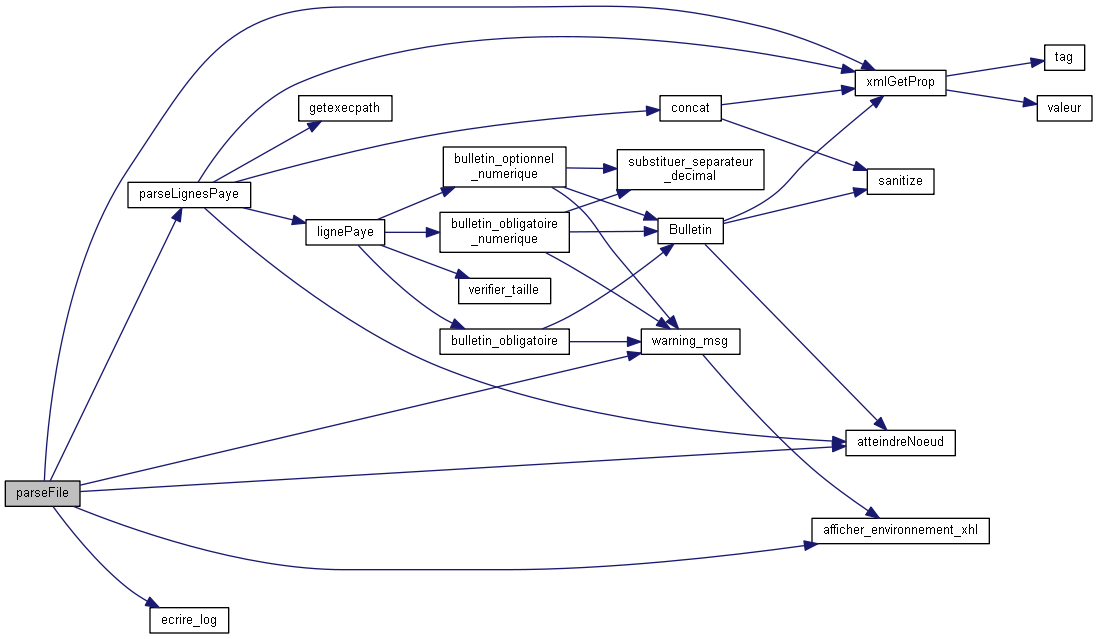 tag
xmlGetProp
valeur
getexecpath
concat
bulletin_optionnel
_numerique
substituer_separateur
_decimal
sanitize
parseLignesPaye
lignePaye
bulletin_obligatoire
_numerique
Bulletin
verifier_taille
bulletin_obligatoire
warning_msg
atteindreNoeud
parseFile
afficher_environnement_xhl
ecrire_log